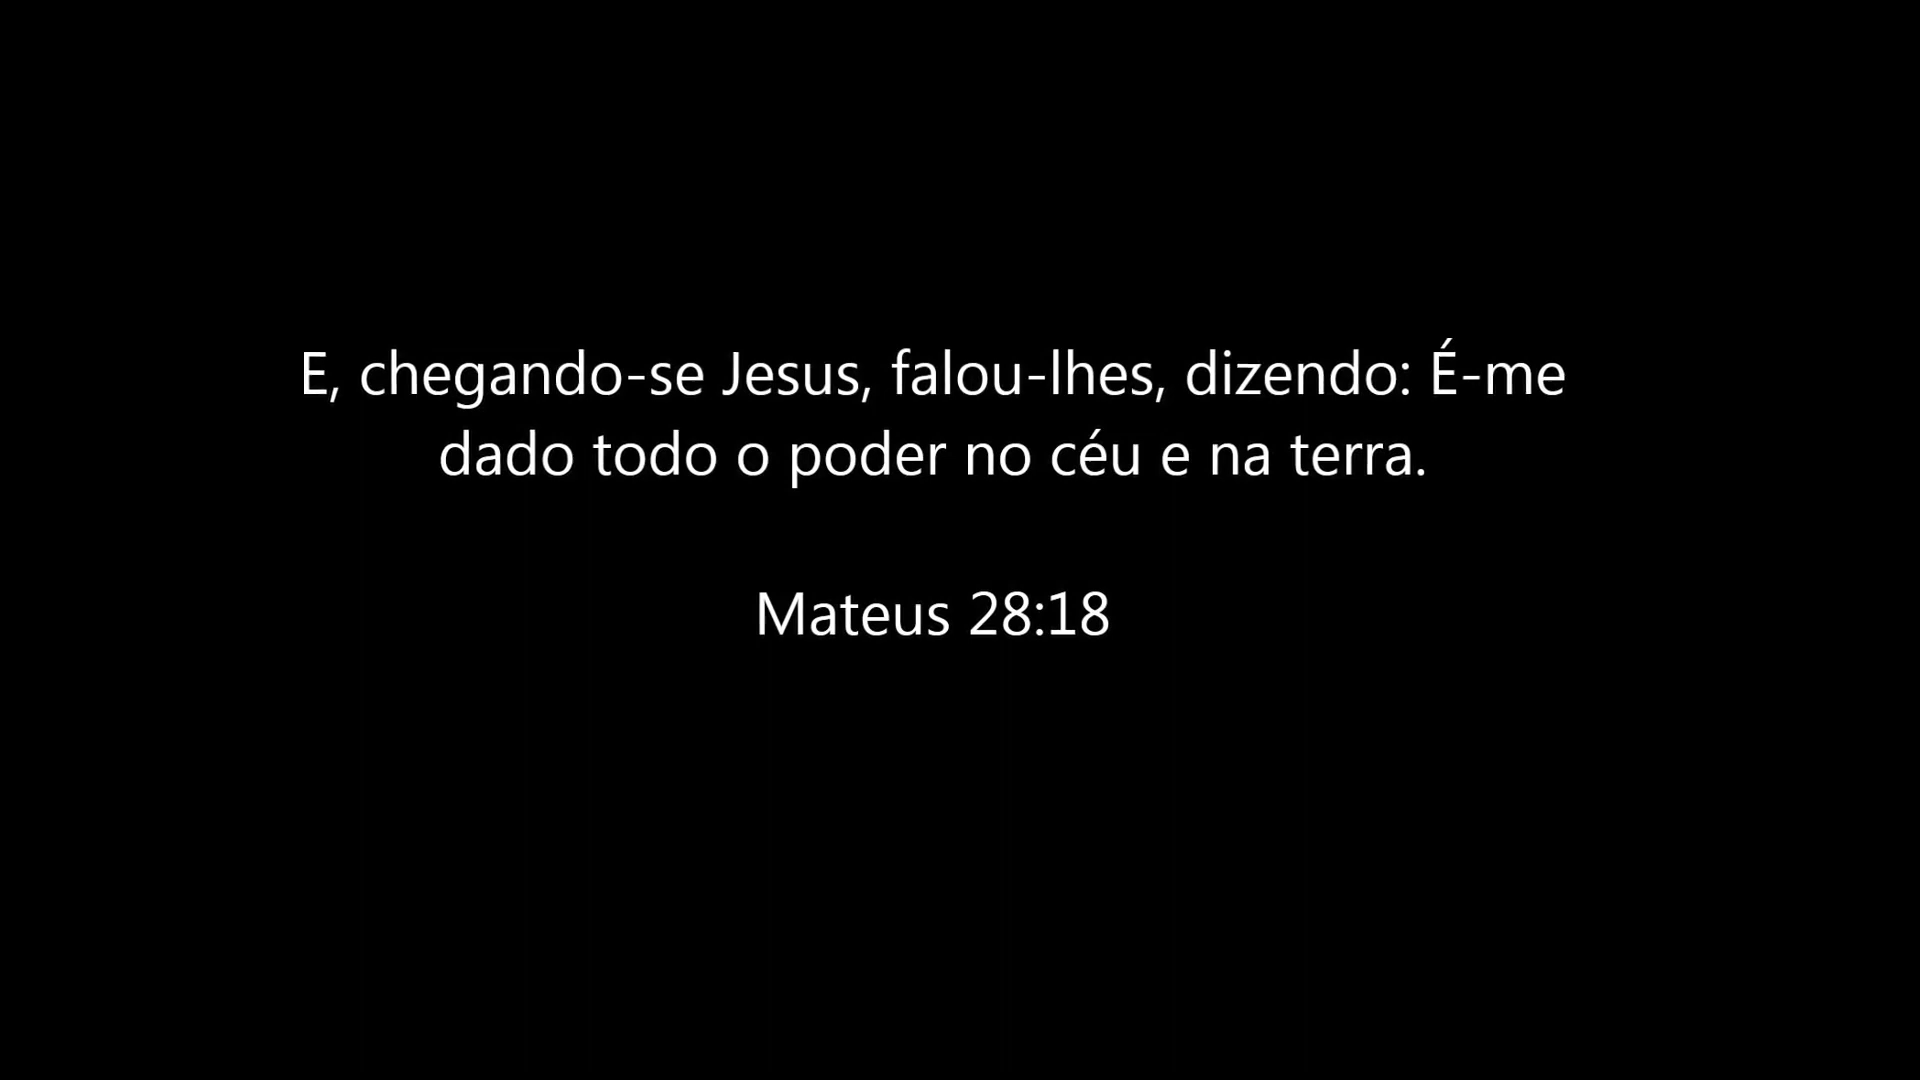 E, chegando-se Jesus, falou-lhes, dizendo: É-me
dado todo o poder no céu e na terra.
Mateus 28:18